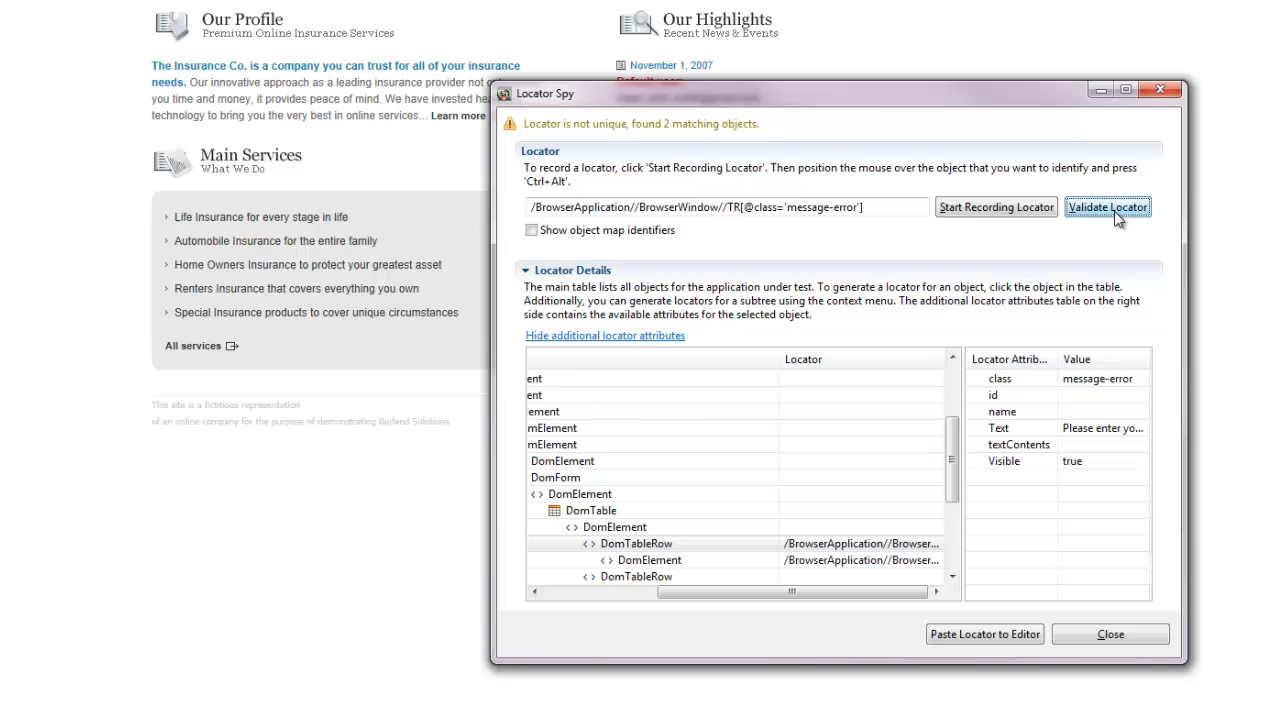 Our Profile
Premium Online Insurance Services
The Insurance Co. is a company you can trust for all of your insurance
needs. Our innovative approach as a leading insurance provider not
you time and money, it provides peace of mind. We have invested
technology to bring you the very best in online services... Learn more
Our Highlights
Recent News & Events
November 1, 2007
Main Services
What We Do
Life Insurance for every stage in life
Automobile Insurance for the entire family
Home Owners Insurance to protect your greatest asset
Renters Insurance that covers everything you own
Special Insurance products to cover unique circumstances
All services
This site is a fictitious representation
of an online company for the purpose of demonstrating Borland Solutions
Locator Spy
Locator is not unique, found 2 matching objects.
Locator
To record a locator, click 'Start Recording Locator'. Then position the mouse over the object that you want to identify and press
'Ctrl+Alt'.
/BrowserApplication//BrowserWindow//TR[@class='message-error']
Start Recording Locator
Validate Locator
Show object map identifiers
Locator Details
The main table lists all objects for the application under test. To generate a locator for an object, click the object in the table.
Additionally, you can generate locators for a subtree using the context menu. The additional locator attributes table on the right
side contains the available attributes for the selected object.
Hide additional locator attributes
Locator
ent
ent
ement
mElement
mElement
DomElement
DomForm
DomElement
DomTable
DomElement
DomTableRow /BrowserApplication//Browser...
DomElement /BrowserApplication//Browser...
DomTableRow
Locator Attrib... Value
class message-error
id
name
Text Please enter yo...
textContents
Visible true
Paste Locator to Editor
Close